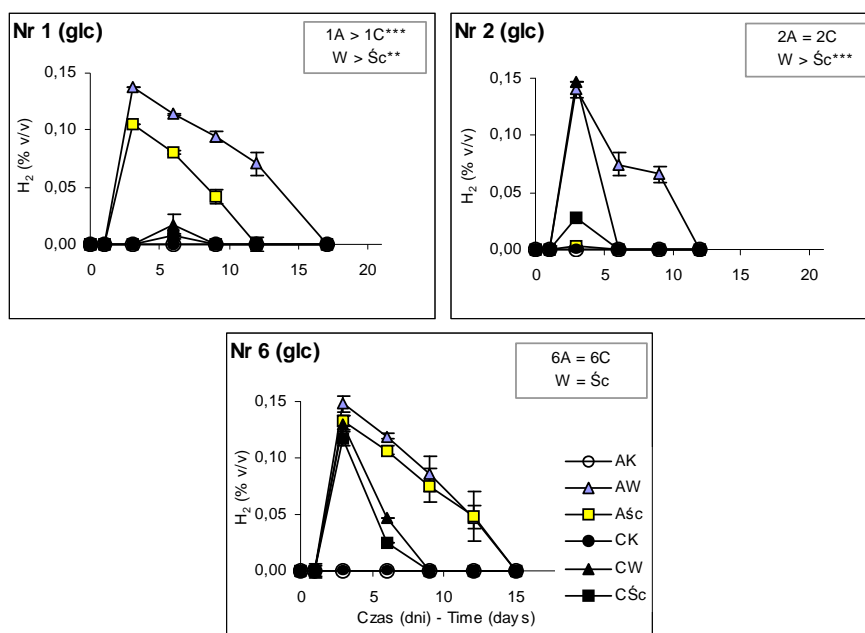 Nr 1 (glc)
1A > 1C***
W > Śc**
H2 (% v/v)
0,15
0,10
0,05
0,00
0 5 10 15 20
Nr 2 (glc)
2A = 2C
W > Śc***
H2 (% v/v)
0,15
0,10
0,05
0,00
0 5 10 15 20
Nr 6 (glc)
6A = 6C
W = Śc
H2 (% v/v)
0,15
0,10
0,05
0,00
0 5 10 15
Czas (dni) - Time (days)
AK
AW
Aśc
CK
CW
CŚc